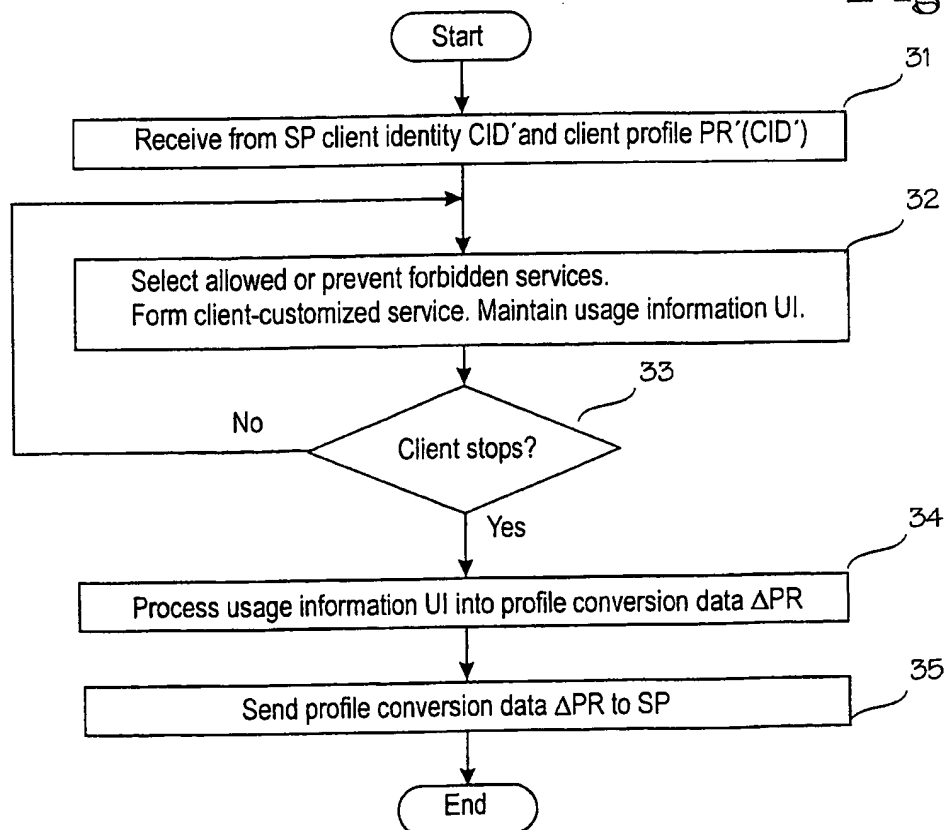 Start
31
Receive from SP client identity CID´ and client profile PR´(CID´)
32
Select allowed or prevent forbidden services.
Form client-customized service. Maintain usage information UI.
33
No
Client stops?
Yes
34
Process usage information UI into profile conversion data ΔPR
35
Send profile conversion data ΔPR to SP
End